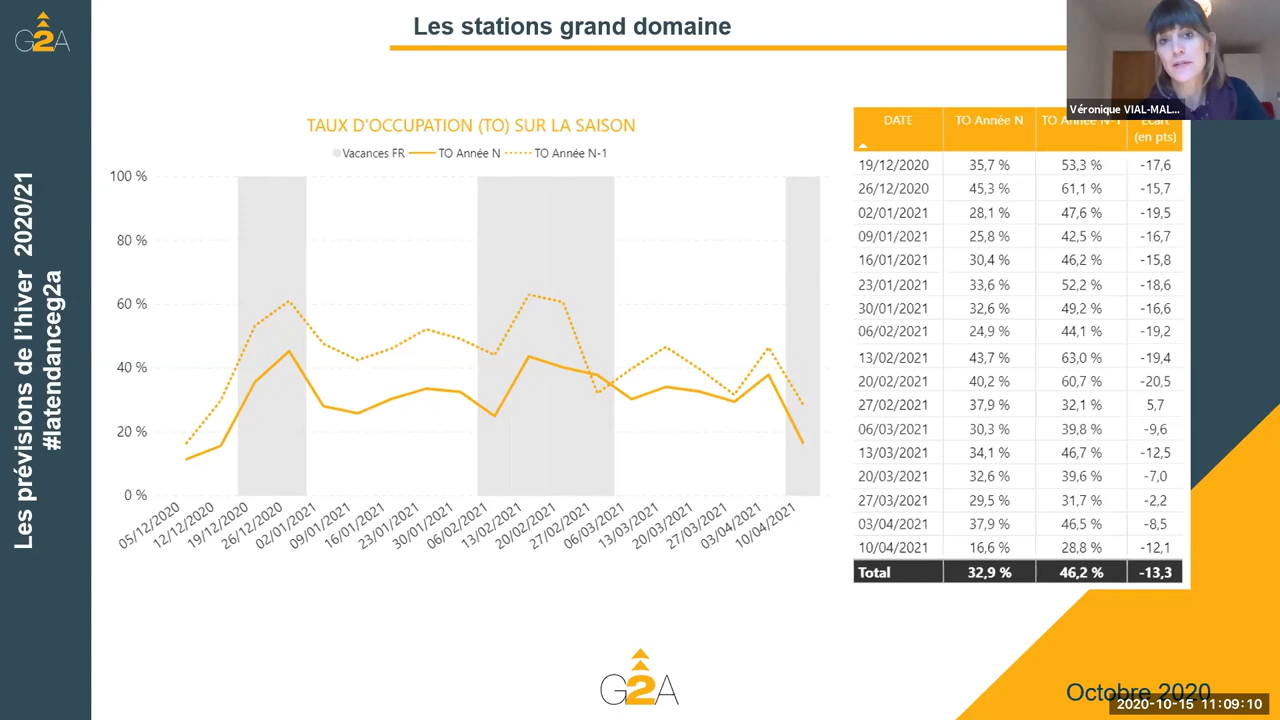 G2A
Les stations grand domaine
Véronique VIAL-MAL...
Les prévisions de l'hiver 2020/21
#latendanceg2a
TAUX D'OCCUPATION (TO) SUR LA SAISON
Vacances FR TO Année N TO Année N-1
100 %
80 %
60 %
40 %
20 %
0 %
05/12/2020 12/12/2020 19/12/2020 26/12/2020 02/01/2021 09/01/2021 16/01/2021 23/01/2021 30/01/2021 06/02/2021 13/02/2021 20/02/2021 27/02/2021 06/03/2021 13/03/2021 20/03/2021 27/03/2021 03/04/2021 10/04/2021
DATE TO Année N TO Année N-1 Ecart
(en pts)
19/12/2020 35,7 % 53,3 % -17,6
26/12/2020 45,3 % 61,1 % -15,7
02/01/2021 28,1 % 47,6 % -19,5
09/01/2021 25,8 % 42,5 % -16,7
16/01/2021 30,4 % 46,2 % -15,8
23/01/2021 33,6 % 52,2 % -18,6
30/01/2021 32,6 % 49,2 % -16,6
06/02/2021 24,9 % 44,1 % -19,2
13/02/2021 43,7 % 63,0 % -19,4
20/02/2021 40,2 % 60,7 % -20,5
27/02/2021 37,9 % 32,1 % 5,7
06/03/2021 30,3 % 39,8 % -9,6
13/03/2021 34,1 % 46,7 % -12,5
20/03/2021 32,6 % 39,6 % -7,0
27/03/2021 29,5 % 31,7 % -2,2
03/04/2021 37,9 % 46,5 % -8,5
10/04/2021 16,6 % 28,8 % -12,1
Total 32,9 % 46,2 % -13,3
G2A
Octobre 2020
2020-10-15 11:09:10